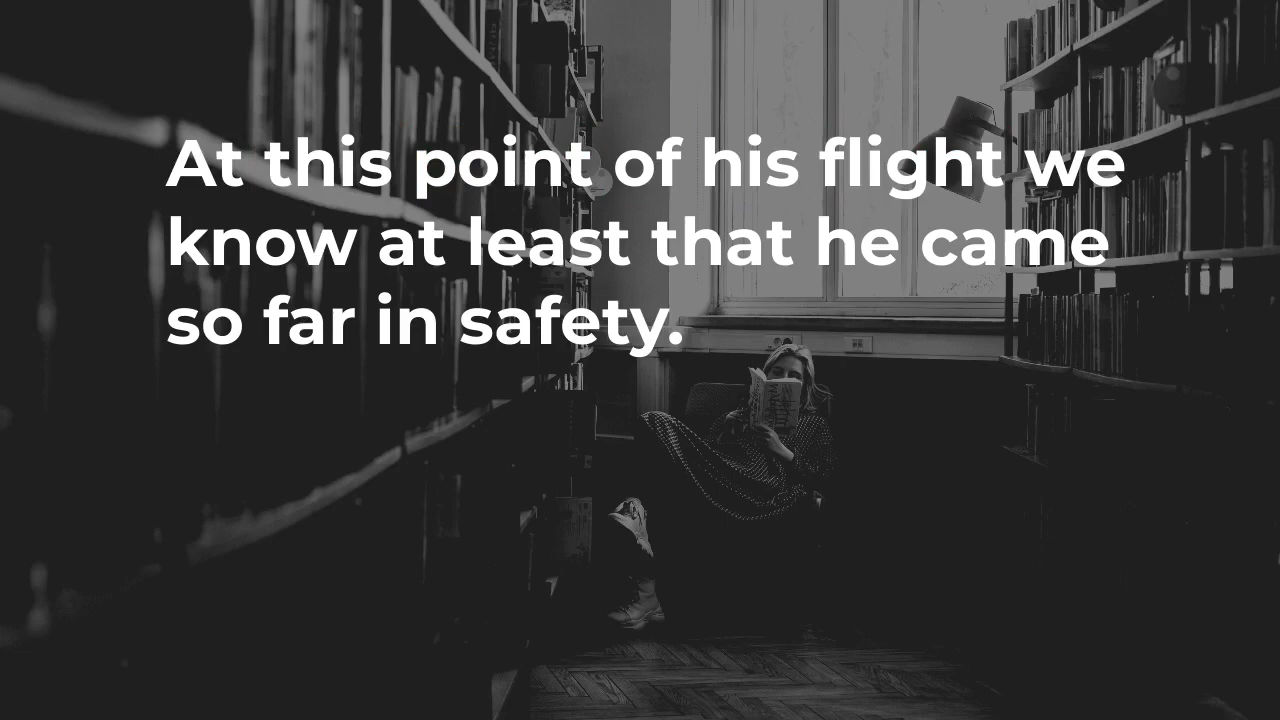 At this point of his flight we
know at least that he came
so far in safety.